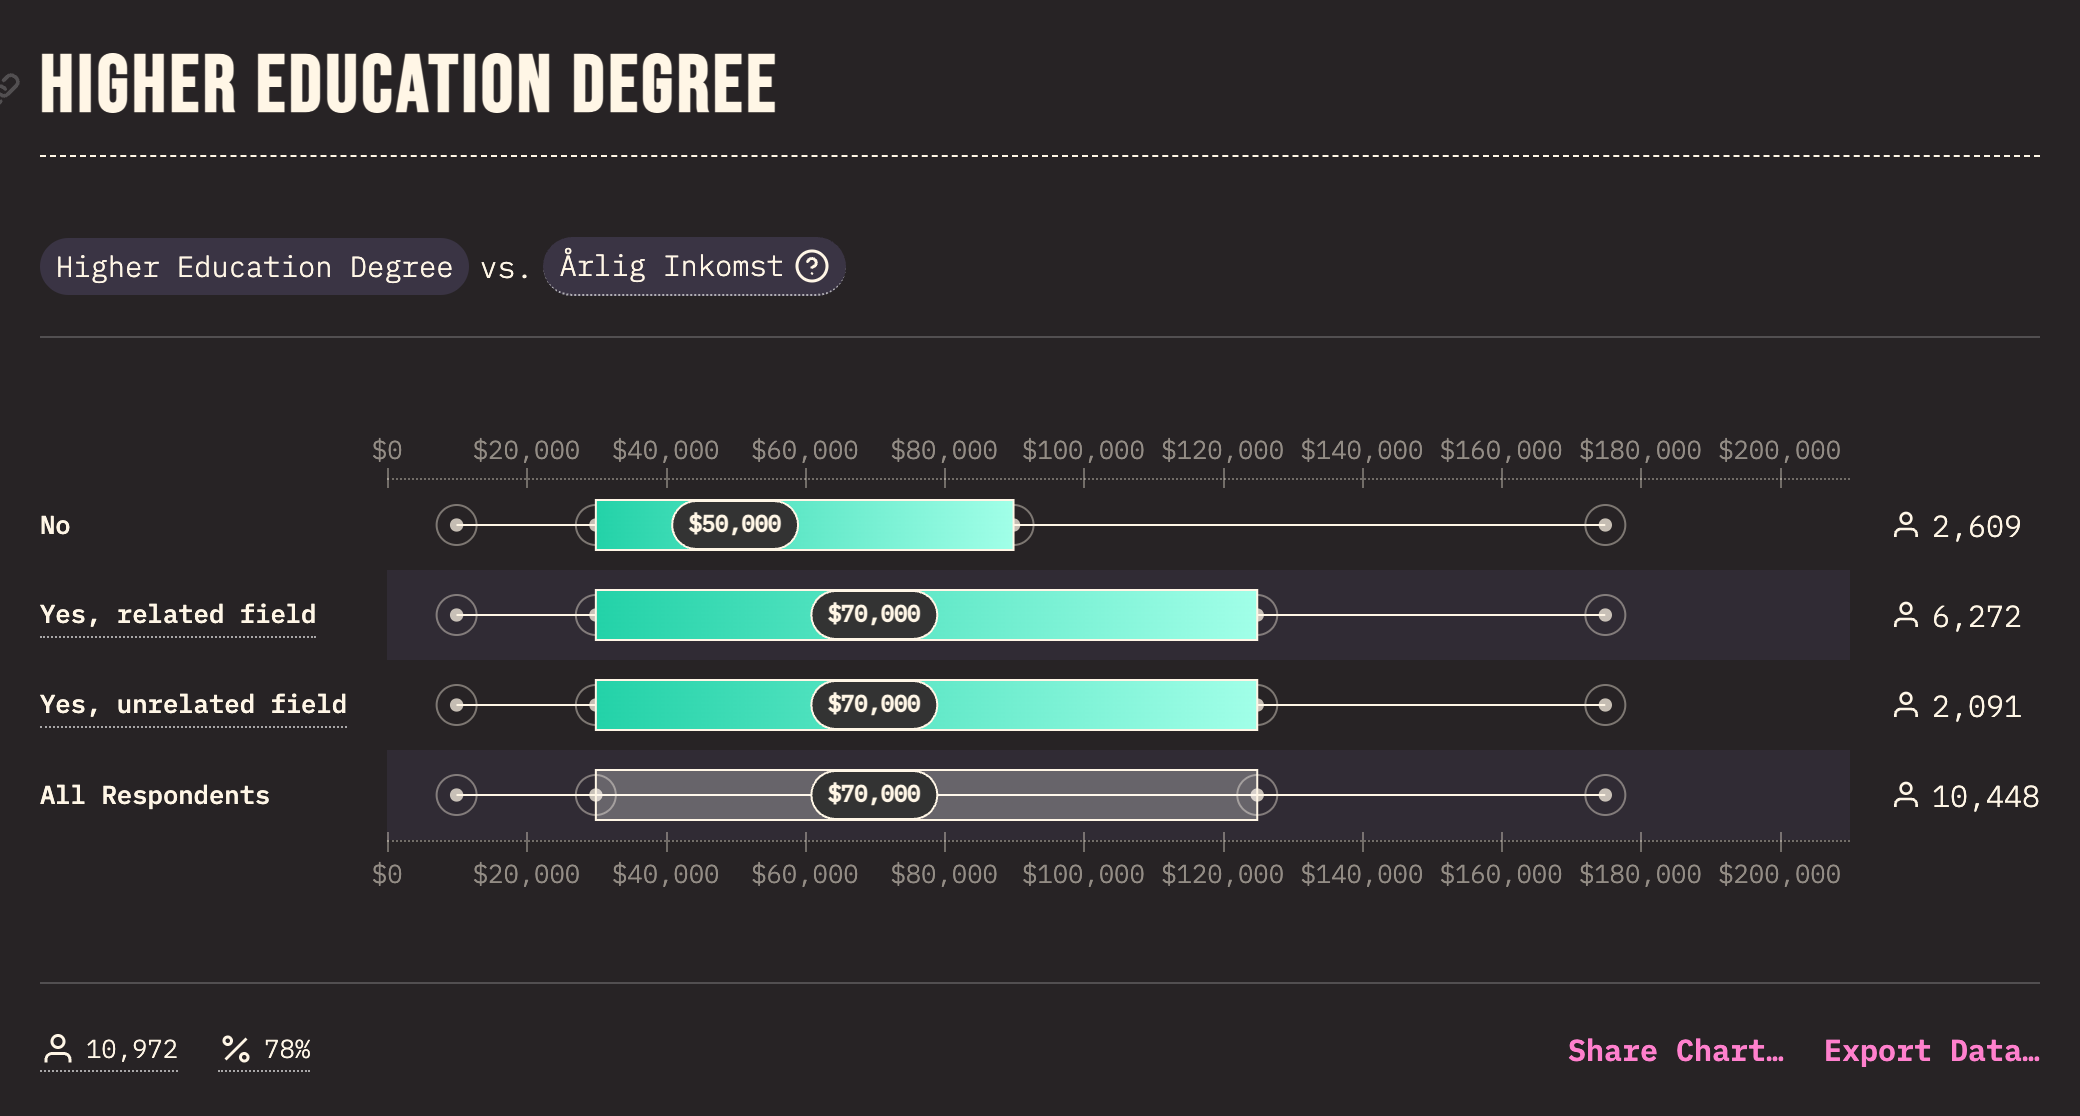 HIGHER EDUCATION DEGREE
Higher Education Degree vs. Årlig Inkomst
$0 $20,000 $40,000 $60,000 $80,000 $100,000 $120,000 $140,000 $160,000 $180,000 $200,000
No $50,000 2,609
Yes, related field $70,000 6,272
Yes, unrelated field $70,000 2,091
All Respondents $70,000 10,448
$0 $20,000 $40,000 $60,000 $80,000 $100,000 $120,000 $140,000 $160,000 $180,000 $200,000
10,972 78% Share Chart… Export Data…